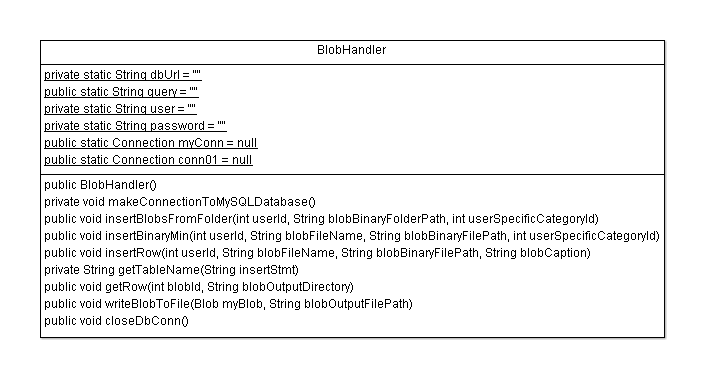 BlobHandler
private static String dbUrl = ""
public static String query = ""
private static String user = ""
private static String password = ""
public static Connection myConn = null
public static Connection conn01 = null
public BlobHandler()
private void makeConnectionToMySQLDatabase()
public void insertBlobsFromFolder(int userId, String blobBinaryFolderPath, int userSpecificCategoryId)
public void insertBinaryMin(int userId, String blobFileName, String blobBinaryFilePath, int userSpecificCategoryId)
public void insertRow(int userId, String blobFileName, String blobBinaryFilePath, String blobCaption)
private String getTableName(String insertStmt)
public void getRow(int blobId, String blobOutputDirectory)
public void writeBlobToFile(Blob myBlob, String blobOutputFilePath)
public void closeDbConn()